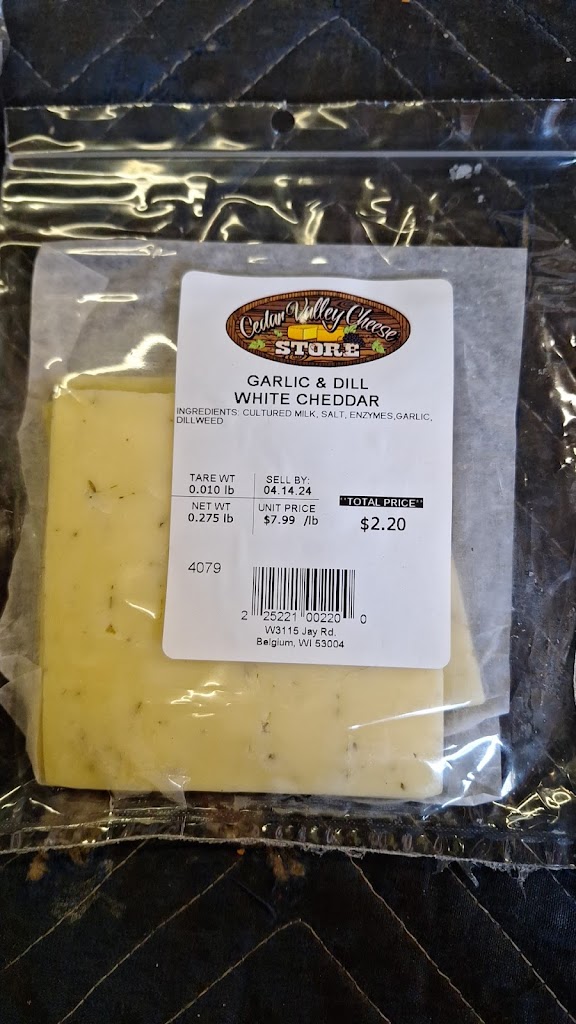 Cedar Valley Cheese
STORE
GARLIC & DILL
WHITE CHEDDAR
INGREDIENTS: CULTURED MILK, SALT, ENZYMES,GARLIC,
DILLWEED
TARE WT
0.010 lb
SELL BY:
04.14.24
NET WT
0.275 lb
UNIT PRICE
$7.99 /lb
**TOTAL PRICE**
$2.20
4079
2 25221 00220 0
W3115 Jay Rd.
Belgium, WI 53004